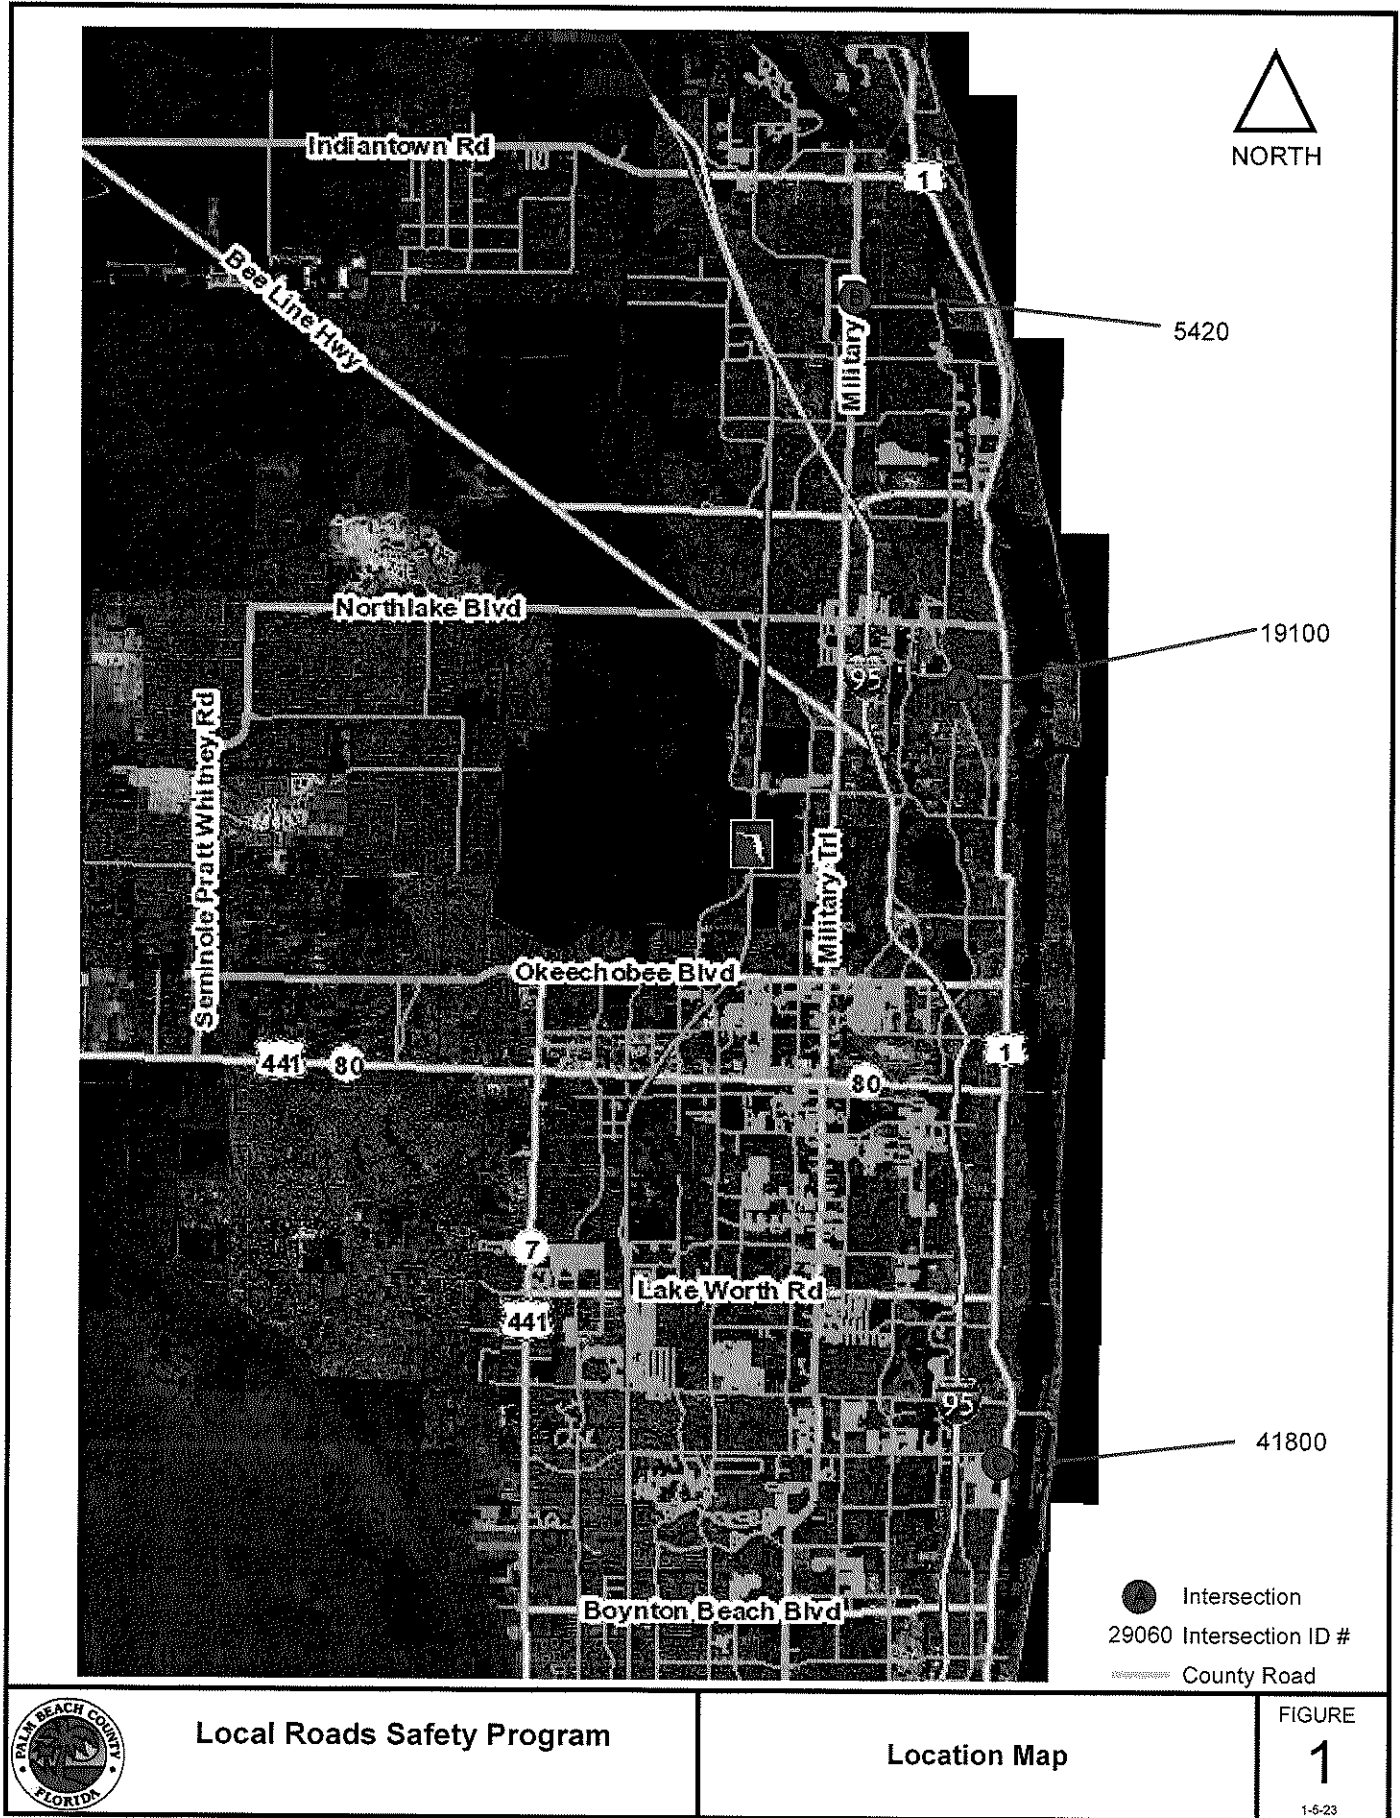 NORTH
Indiantown Rd
1
Bee Line Hwy
Military
5420
Northlake Blvd
19100
95
Seminole Pratt Whitney Rd
Military Trl
Okeechobee Blvd
441
80
1
80
7
Lake Worth Rd
441
95
41800
Boynton Beach Blvd
Intersection
29060 Intersection ID #
County Road
PALM BEACH COUNTY
FLORIDA
Local Roads Safety Program
Location Map
FIGURE
1
1-5-23